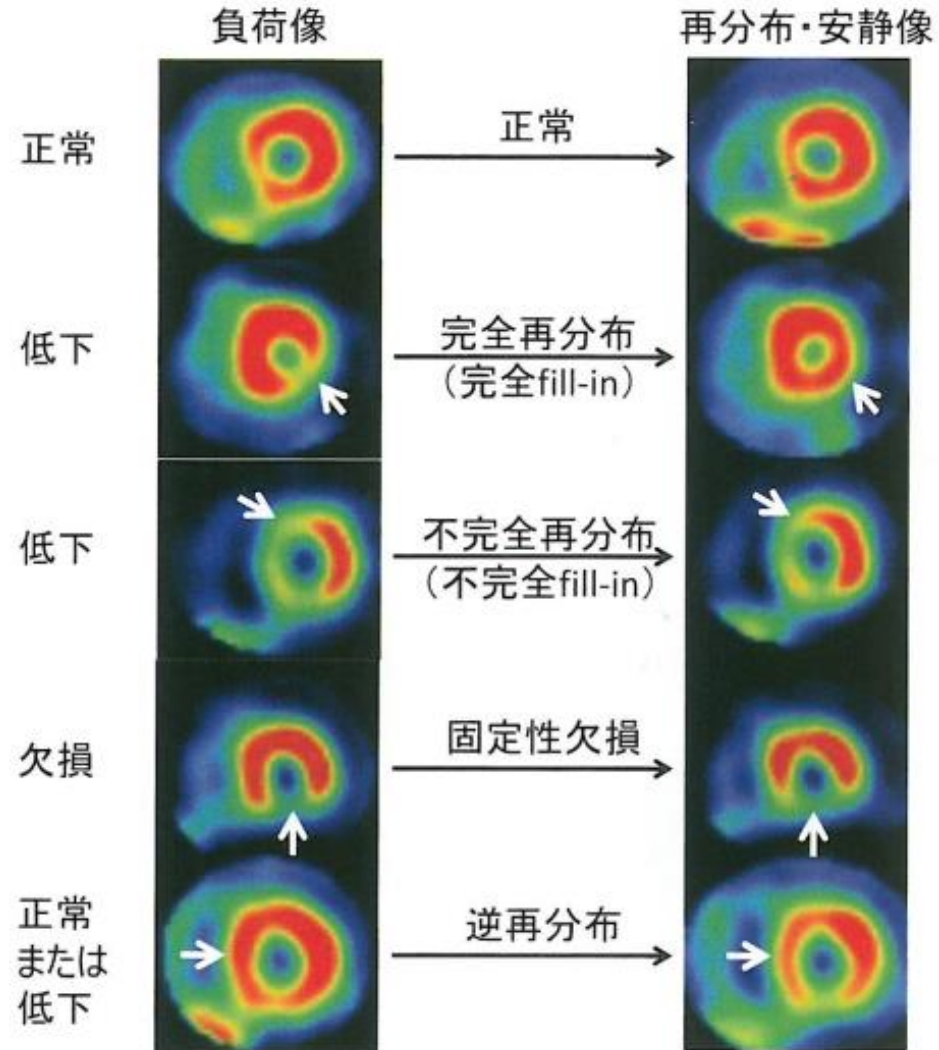 負荷像
再分布・安静像
正常
正常
低下
完全再分布
(完全fill-in)
低下
不完全再分布
(不完全fill-in)
欠損
固定性欠損
正常
または
低下
逆再分布